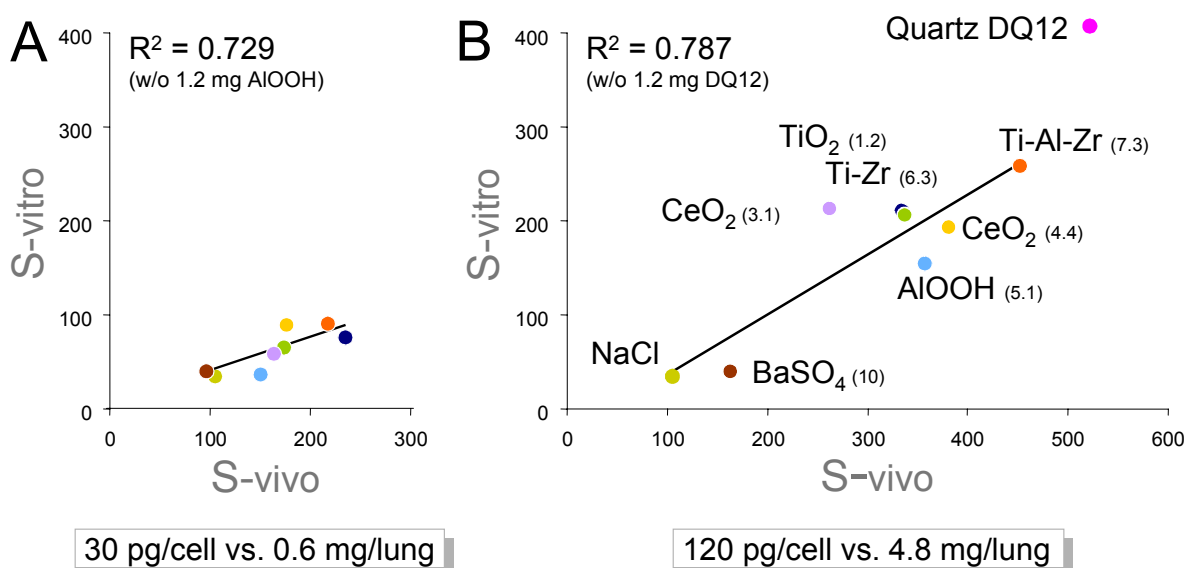 A
R² = 0.729
(w/o 1.2 mg AlOOH)
400
300
200
100
0
S-vitro
0
100
200
300
S-vivo
30 pg/cell vs. 0.6 mg/lung
B
R² = 0.787
(w/o 1.2 mg DQ12)
Quartz DQ12
TiO₂ (1.2)
Ti-Al-Zr (7.3)
Ti-Zr (6.3)
CeO₂ (3.1)
CeO₂ (4.4)
AlOOH (5.1)
NaCl
BaSO₄ (10)
400
300
200
100
0
S-vitro
0
100
200
300
400
500
600
S-vivo
120 pg/cell vs. 4.8 mg/lung